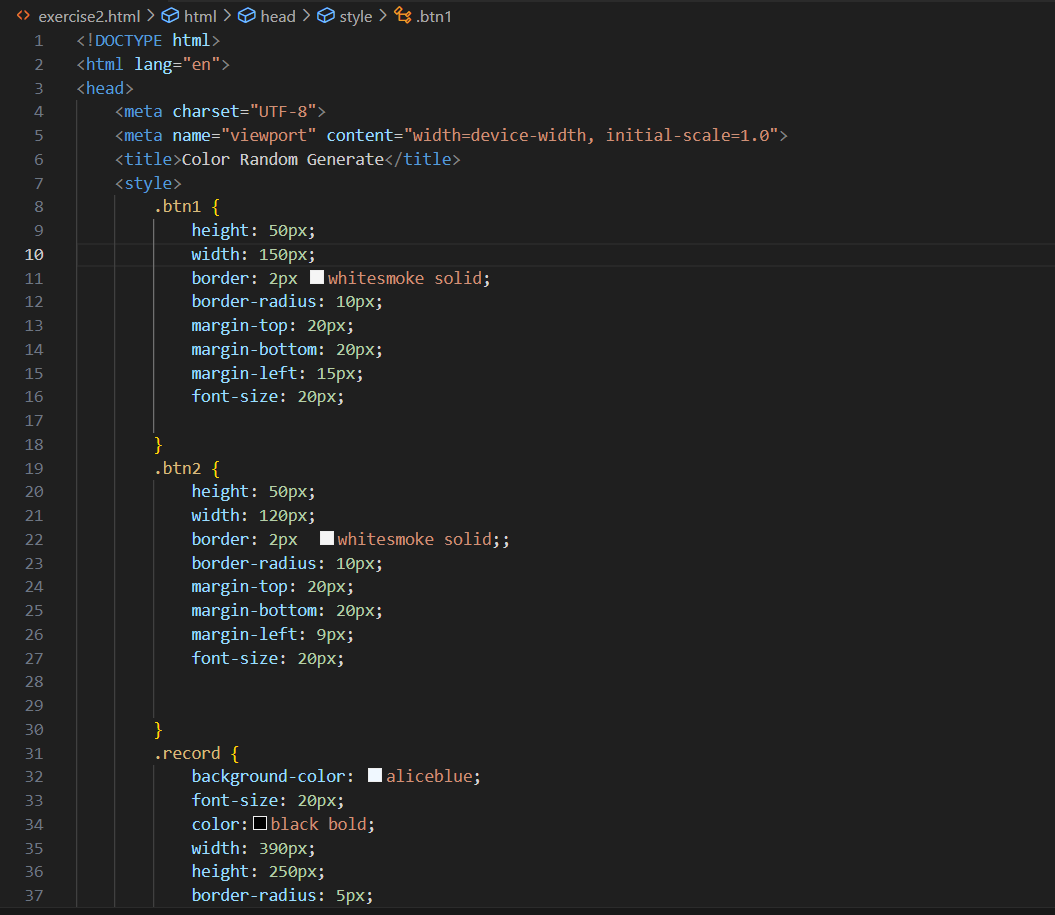 exercise2.html > html > head > style > .btn1
1 <!DOCTYPE html>
2 <html lang="en">
3 <head>
4     <meta charset="UTF-8">
5     <meta name="viewport" content="width=device-width, initial-scale=1.0">
6     <title>Color Random Generate</title>
7     <style>
8         .btn1 {
9             height: 50px;
10             width: 150px;
11             border: 2px whitesmoke solid;
12             border-radius: 10px;
13             margin-top: 20px;
14             margin-bottom: 20px;
15             margin-left: 15px;
16             font-size: 20px;
17
18         }
19         .btn2 {
20             height: 50px;
21             width: 120px;
22             border: 2px  whitesmoke solid;;
23             border-radius: 10px;
24             margin-top: 20px;
25             margin-bottom: 20px;
26             margin-left: 9px;
27             font-size: 20px;
28
29
30         }
31         .record {
32             background-color: aliceblue;
33             font-size: 20px;
34             color:black bold;
35             width: 390px;
36             height: 250px;
37             border-radius: 5px;